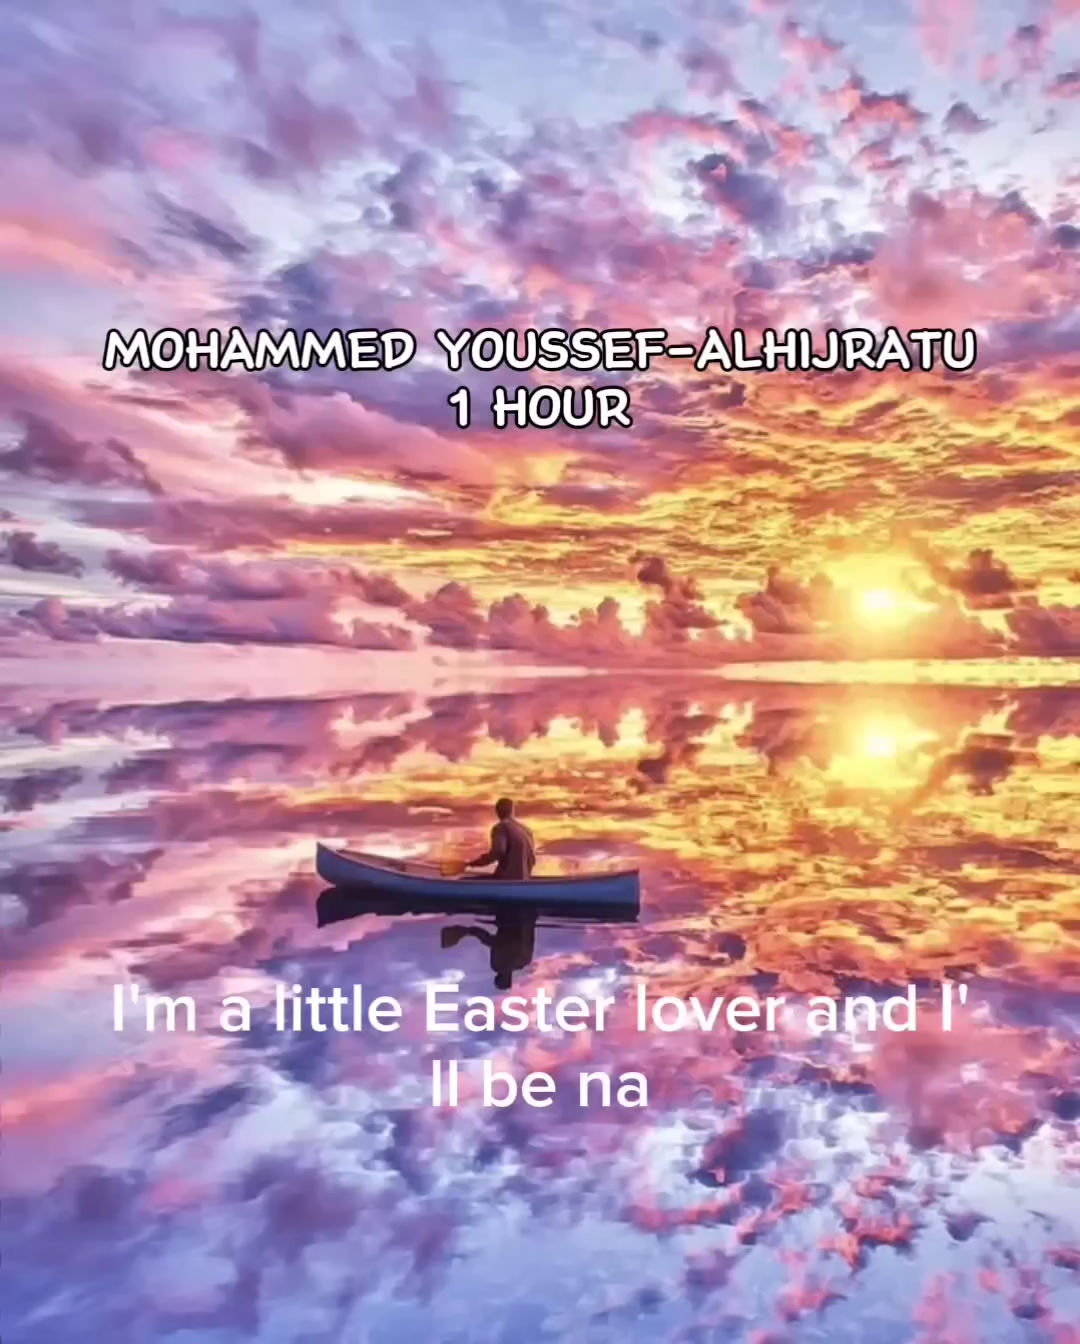 MOHAMMED YOUSSEF-ALHIJRATU
1 HOUR
I'm a little Easter lover and I'
ll be na